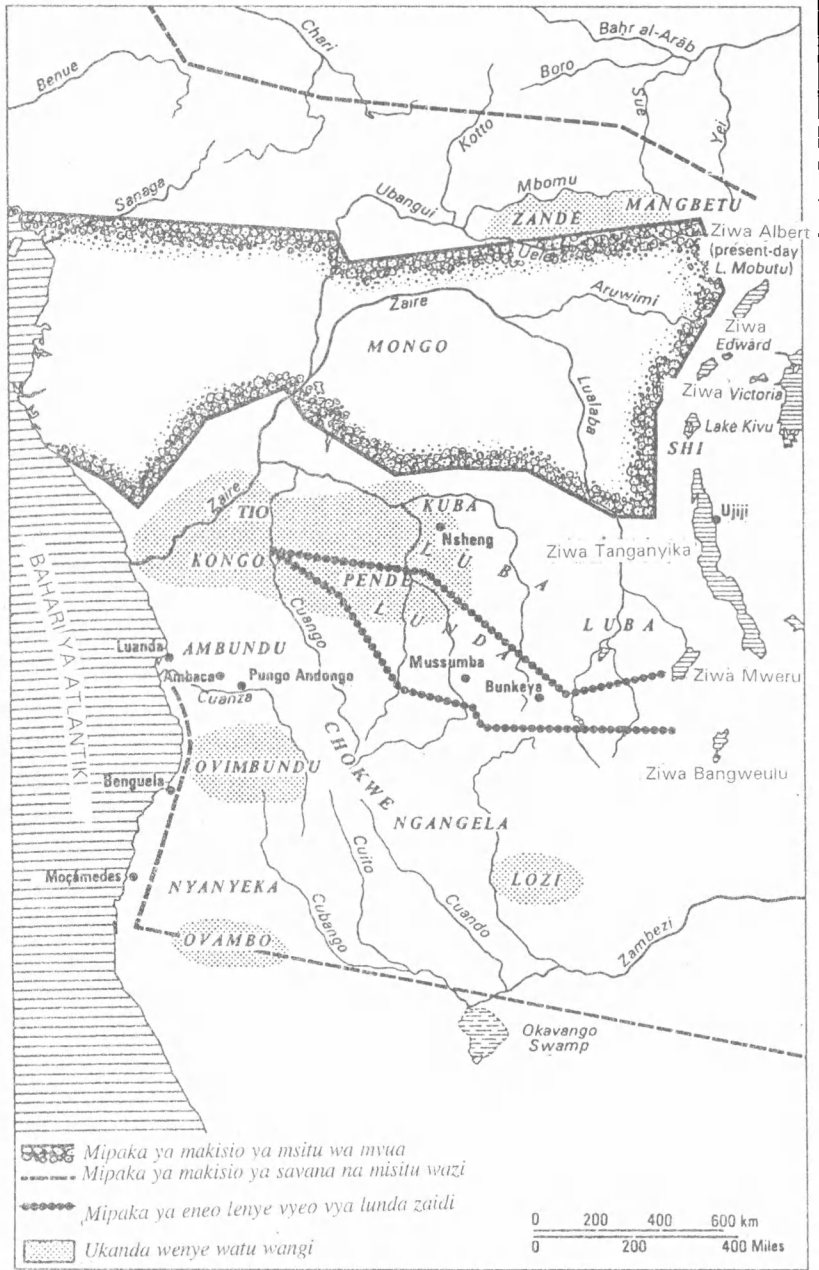 Chari
Bahr al-Arāb
Benue
Boro
Sue
Yei
Kotto
Sanaga
Ubangui
Mbomu
MANGBETU
ZANDE
Uele
Ziwa Albert
(present-day
L. Mobutu)
Zaire
Aruwimi
Ziwa
Edward
MONGO
Lualaba
Ziwa Victoria
Lake Kivu
SHI
Zaire
TIO
KUBA
Nsheng
Ujiji
KONGO
LUBA
Ziwa Tanganyika
PENDE
LUNDA
BAHARI YA ATLANTIKI
Cuango
LUBA
Luanda
AMBUNDU
Ambaca
Pungo Andongo
Mussumba
Ziwa Mweru
Cuanza
Bunkeya
CHOKWE
OVIMBUNDU
Ziwa Bangweulu
Benguela
NGANGELA
Cuito
Moçâmedes
NYANYEKA
LOZI
Cubango
Cuando
Zambezi
OVAMBO
Okavango
Swamp
Mipaka ya makisio ya msitu wa mvua
Mipaka ya makisio ya savana na misitu wazi
Mipaka ya eneo lenye vyeo vya lunda zaidi
Ukanda wenye watu wangi
0 200 400 600 km
0 200 400 Miles